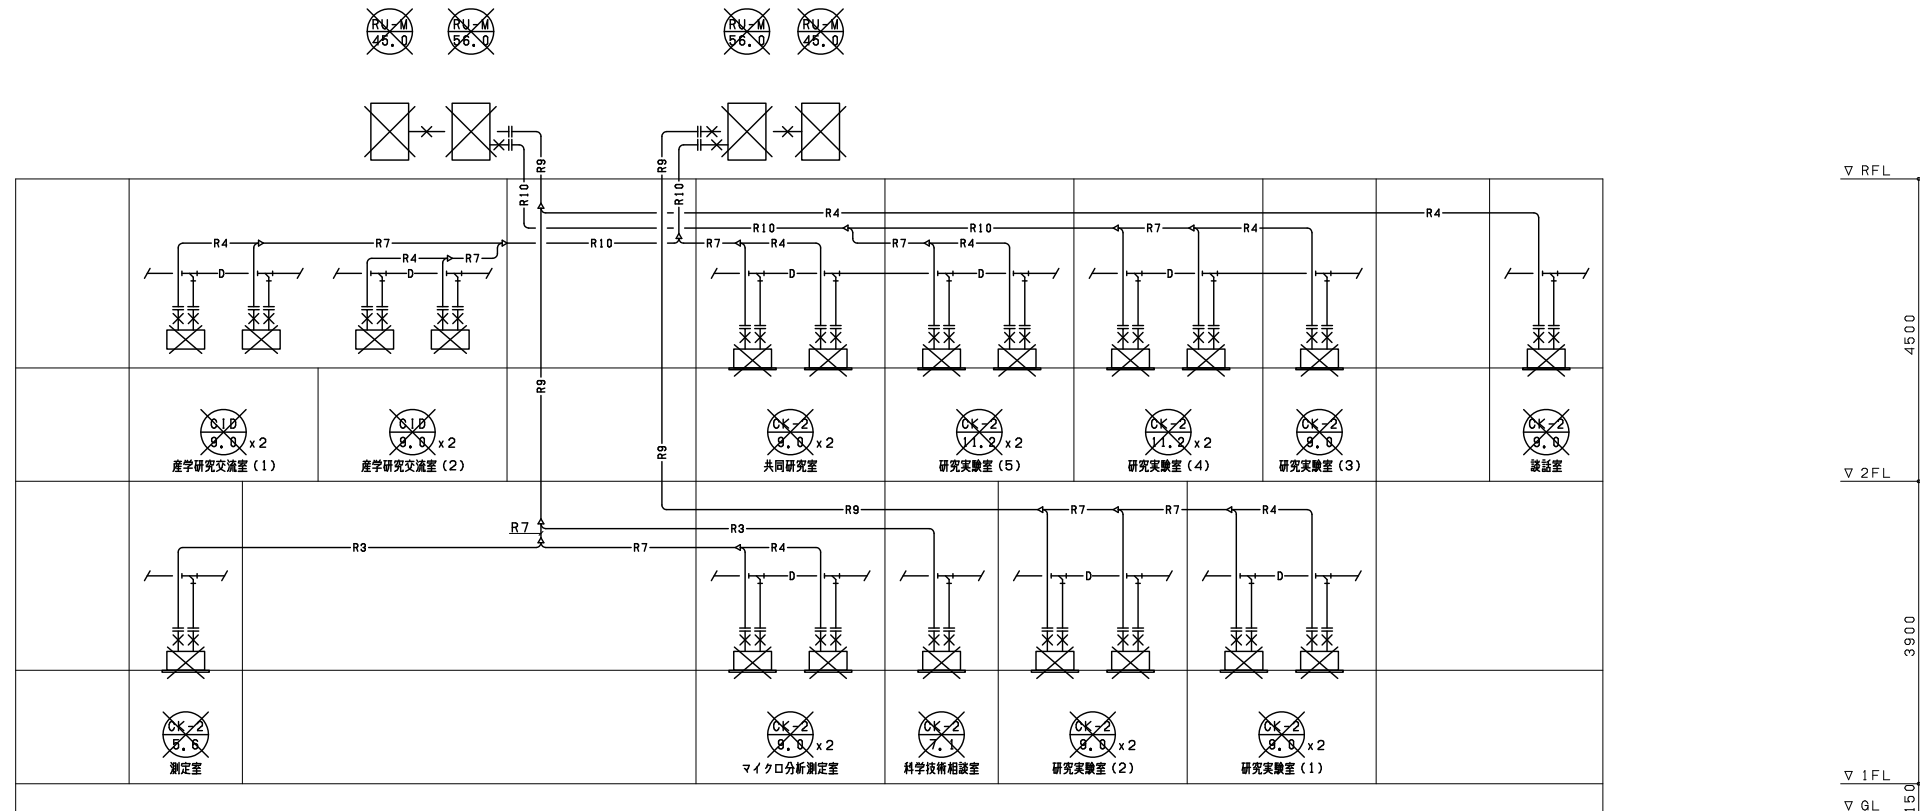 RU-M RU-M RU-M RU-M
45.0 56.0 56.0 45.0
R9 R9
R10 R10
▽ RFL
R4 R4
R10 R10 R7 R4
R4 R7 R10 R7 R4 R7 R4
R4 R7
D D D D D
4500
R9
CID CID CK-2 CK-2 CK-2 CK-2 CK-2
9.0 x2 9.0 x2 9.0 x2 11.2 x2 11.2 x2 9.0 9.0
R9
産学研究交流室(1) 産学研究交流室(2) 共同研究室 研究実験室(5) 研究実験室(4) 研究実験室(3) 談話室
▽ 2FL
R9 R7 R7 R4
R7 R3
R3 R7 R4
D D D
3900
CK-2 CK-2 CK-2 CK-2 CK-2
5.6 9.0 x2 7.1 9.0 x2 9.0 x2
測定室 マイクロ分析測定室 科学技術相談室 研究実験室(2) 研究実験室(1)
▽ 1FL
150
▽ GL